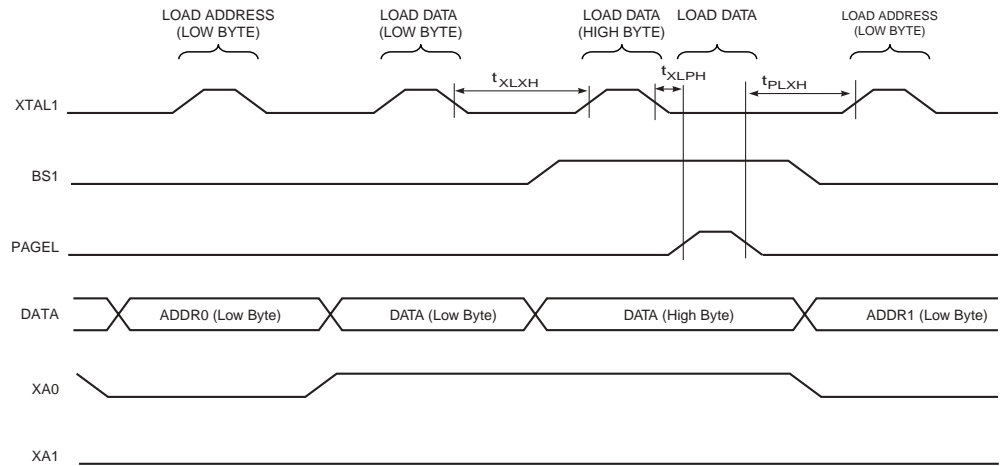 LOAD ADDRESS
(LOW BYTE)
LOAD DATA
(LOW BYTE)
LOAD DATA
(HIGH BYTE)
LOAD DATA
LOAD ADDRESS
(LOW BYTE)
tXLXH
tXLPH
tPLXH
XTAL1
BS1
PAGEL
DATA
ADDR0 (Low Byte)
DATA (Low Byte)
DATA (High Byte)
ADDR1 (Low Byte)
XA0
XA1